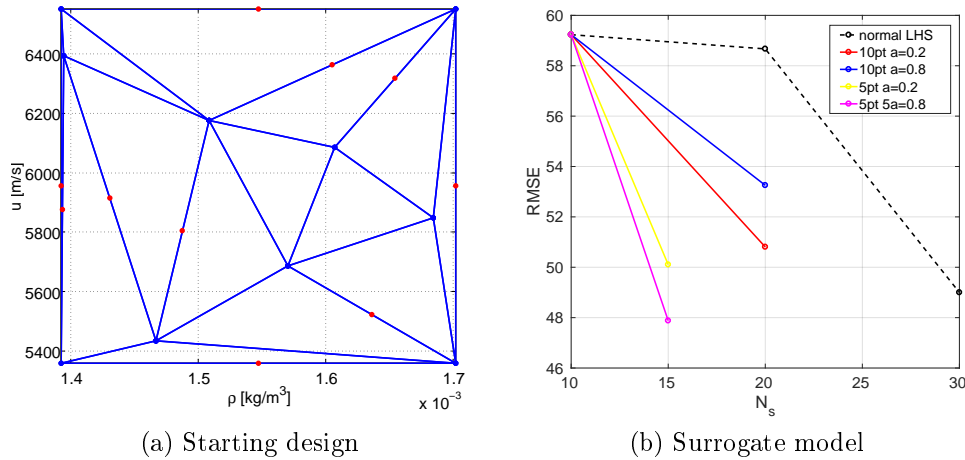 6400
6200
6000
5800
5600
5400
u [m/s]
1.4
1.5
1.6
1.7
ρ [kg/m³]
x 10⁻³
(a) Starting design
60
58
56
54
52
50
48
46
RMSE
10
15
20
25
30
N_s
normal LHS
10pt a=0.2
10pt a=0.8
5pt a=0.2
5pt 5a=0.8
(b) Surrogate model